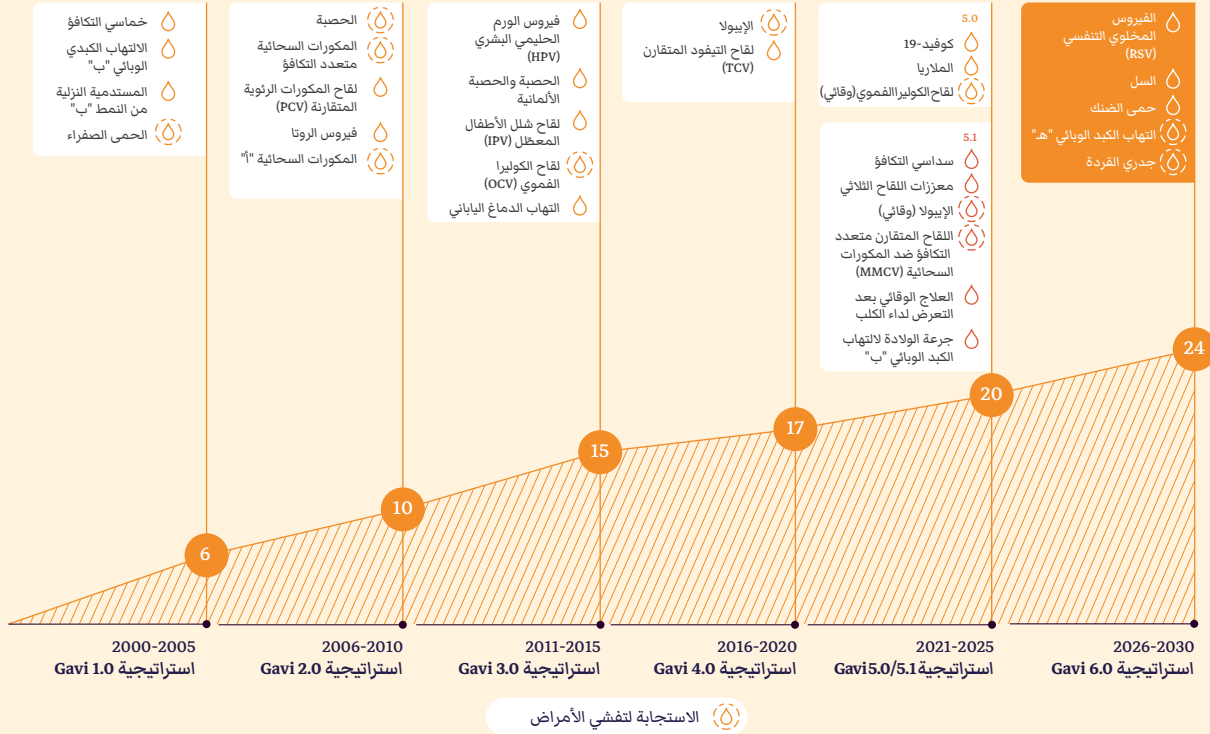 خماسي التكافؤ
الالتهاب الكبدي
الوبائي "ب"
المستدمية النزلية
من النمط "ب"
الحمى الصفراء
الحصبة
المكورات السحائية
متعدد التكافؤ
لقاح المكورات الرئوية
المتقارنة (PCV)
فيروس الروتا
المكورات السحائية "أ"
فيروس الورم
الحليمي البشري
(HPV)
الحصبة والحصبة
الألمانية
لقاح شلل الأطفال
المعطّل (IPV)
لقاح الكوليرا
الفموي (OCV)
التهاب الدماغ الياباني
الإيبولا
لقاح التيفود المتقارن
(TCV)
5.0
كوفيد-19
الملاريا
لقاح الكوليرا الفموي (وقائي)
5.1
سداسي التكافؤ
معززات اللقاح الثلاثي
الإيبولا (وقائي)
اللقاح المتقارن متعدد
التكافؤ ضد المكورات
السحائية (MMCV)
العلاج الوقائي بعد
التعرض لداء الكلب
جرعة الولادة لالتهاب
الكبد الوبائي "ب"
الفيروس
المخلوي التنفسي
(RSV)
السل
حمى الضنك
التهاب الكبد الوبائي "هـ"
جدري القردة
6
10
15
17
20
24
2000-2005
استراتيجية Gavi 1.0
2006-2010
استراتيجية Gavi 2.0
2011-2015
استراتيجية Gavi 3.0
2016-2020
استراتيجية Gavi 4.0
2021-2025
استراتيجية Gavi5.0/5.1
2026-2030
استراتيجية Gavi 6.0
الاستجابة لتفشي الأمراض